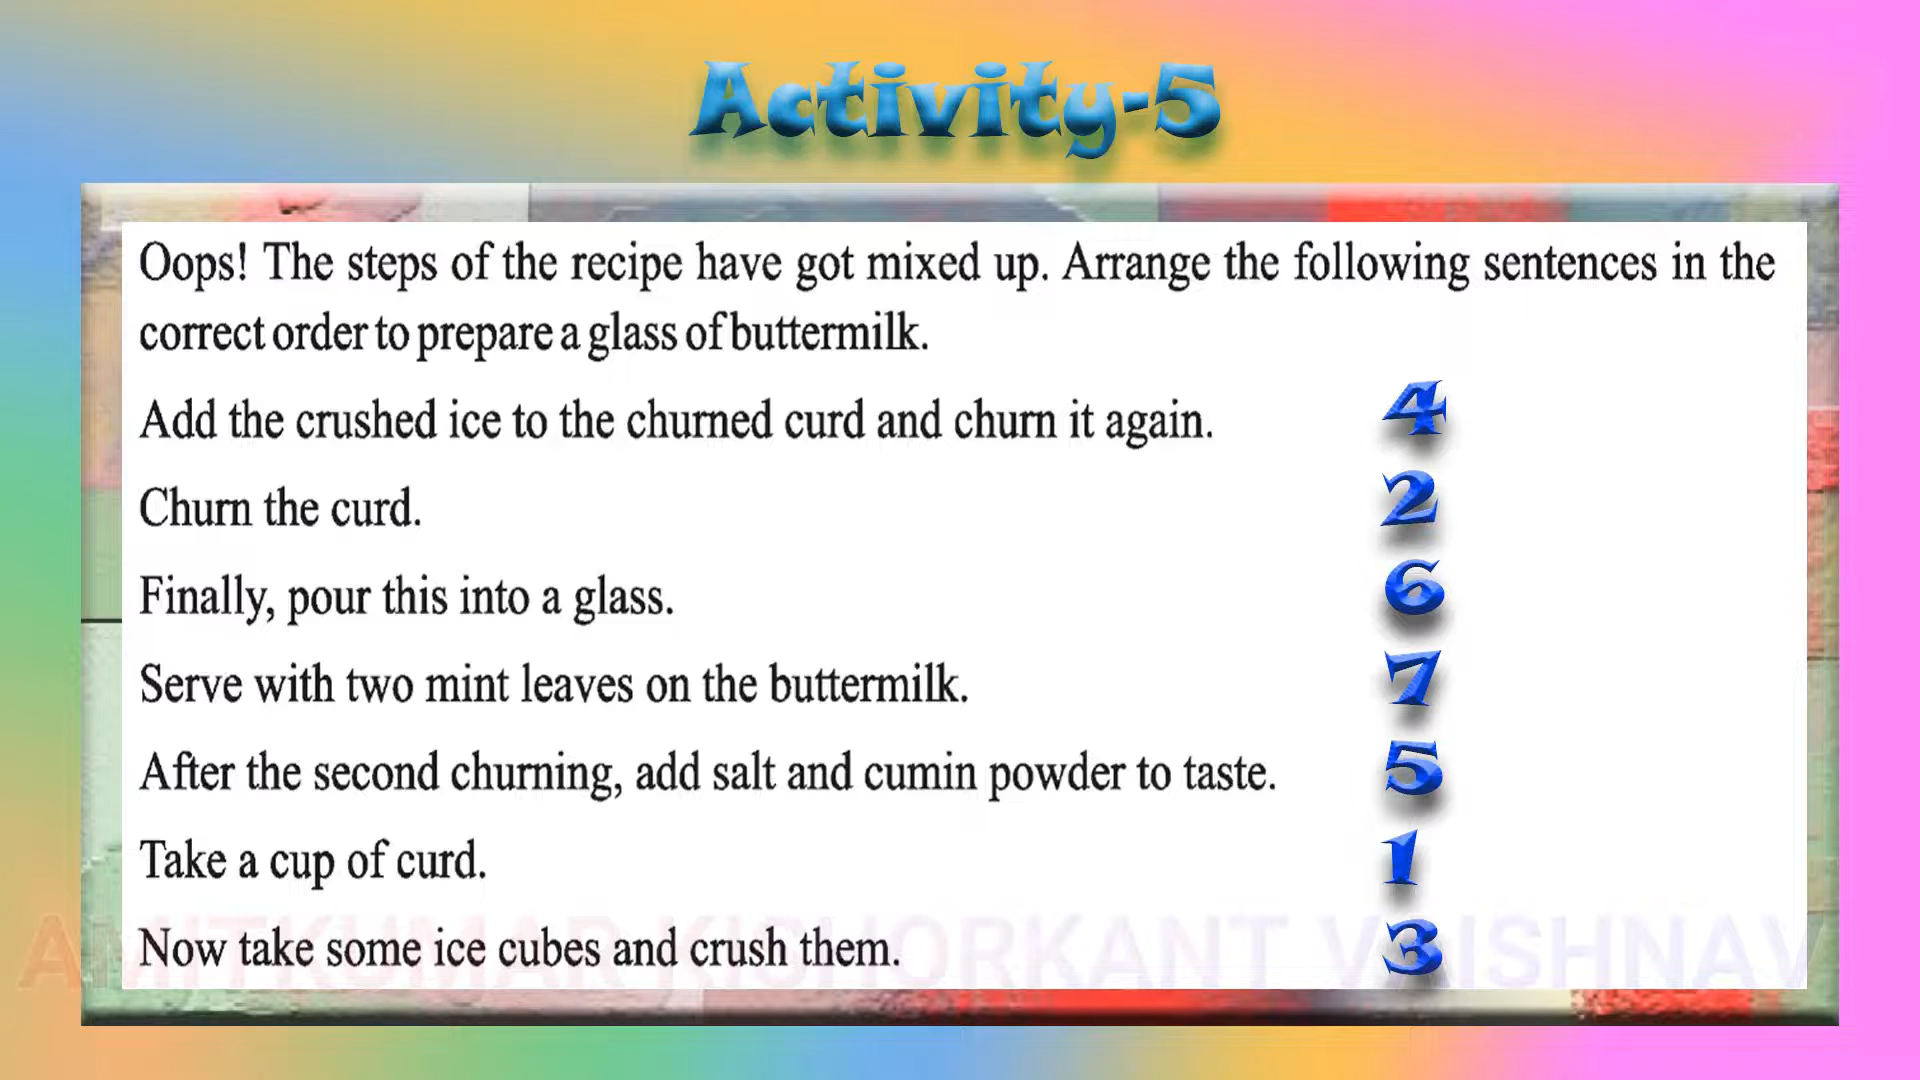 Activity-5
Oops! The steps of the recipe have got mixed up. Arrange the following sentences in the
correct order to prepare a glass of buttermilk.
Add the crushed ice to the churned curd and churn it again. 4
Churn the curd. 2
Finally, pour this into a glass. 6
Serve with two mint leaves on the buttermilk. 7
After the second churning, add salt and cumin powder to taste. 5
Take a cup of curd. 1
Now take some ice cubes and crush them. 3
AMITKUMAR KISHORKANT VAISHNAV